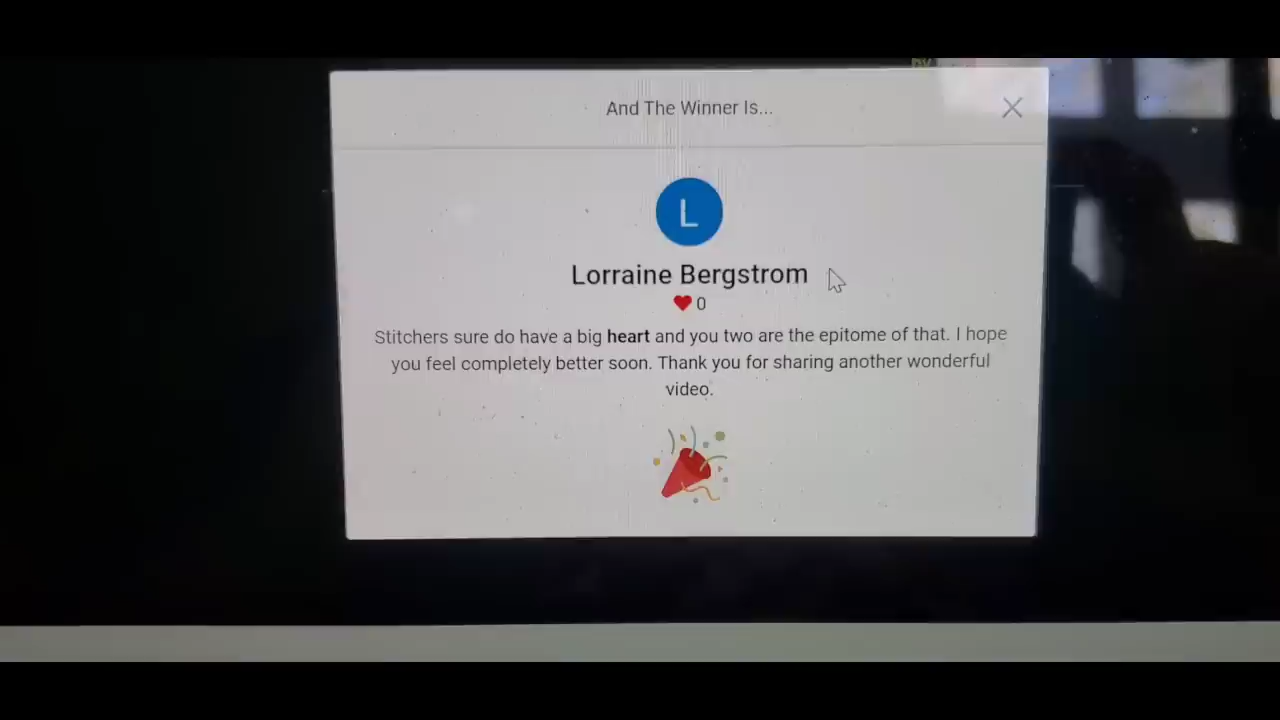 And The Winner Is...
L
Lorraine Bergstrom
0
Stitchers sure do have a big heart and you two are the epitome of that. I hope
you feel completely better soon. Thank you for sharing another wonderful
video.